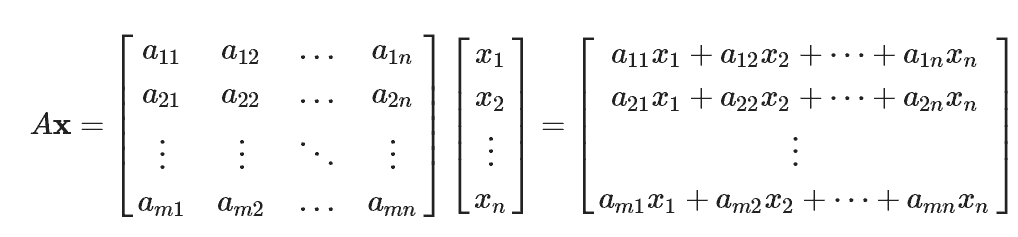 A𝐱 = [ a₁₁ a₁₂ … a₁ₙ ; a₂₁ a₂₂ … a₂ₙ ; ⋮ ⋮ ⋱ ⋮ ; aₘ₁ aₘ₂ … aₘₙ ] [ x₁ ; x₂ ; ⋮ ; xₙ ] = [ a₁₁x₁ + a₁₂x₂ + ⋯ + a₁ₙxₙ ; a₂₁x₁ + a₂₂x₂ + ⋯ + a₂ₙxₙ ; ⋮ ; aₘ₁x₁ + aₘ₂x₂ + ⋯ + aₘₙxₙ ]